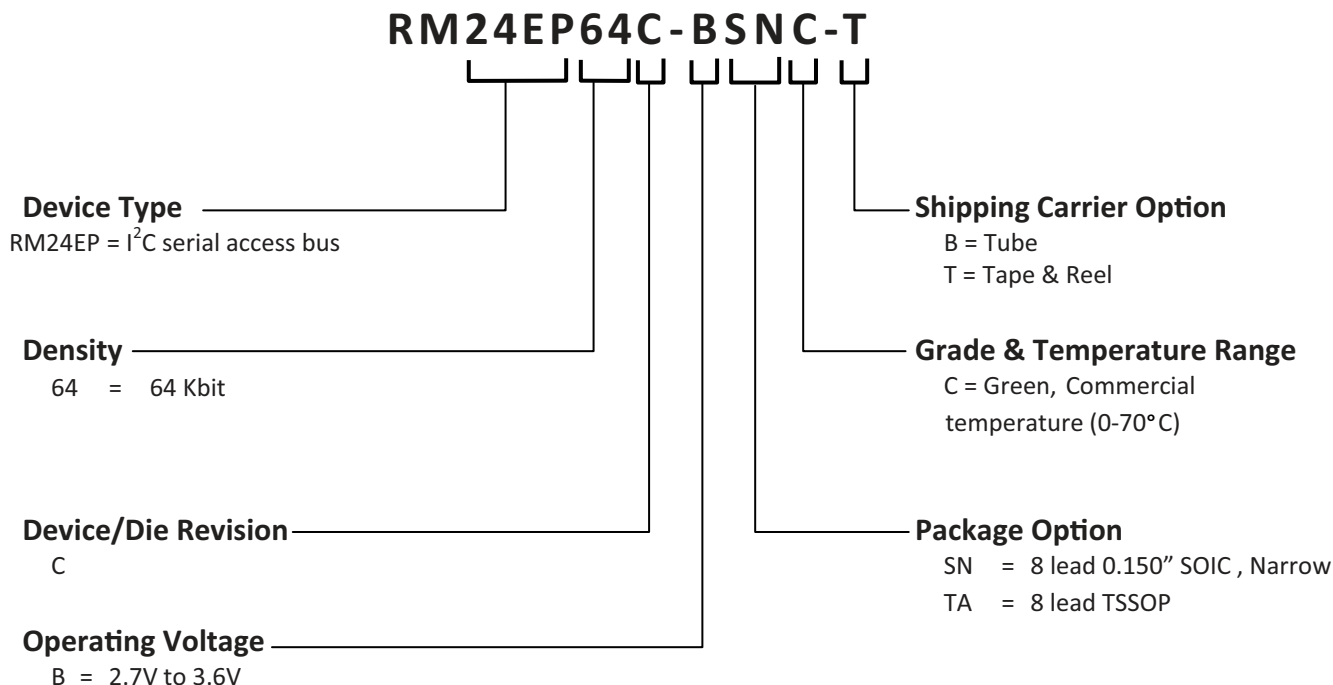 RM24EP64C-BSNC-T
Device Type
RM24EP = I²C serial access bus
Density
64 = 64 Kbit
Device/Die Revision
C
Operating Voltage
B = 2.7V to 3.6V
Shipping Carrier Option
B = Tube
T = Tape & Reel
Grade & Temperature Range
C = Green, Commercial
temperature (0-70°C)
Package Option
SN = 8 lead 0.150” SOIC , Narrow
TA = 8 lead TSSOP